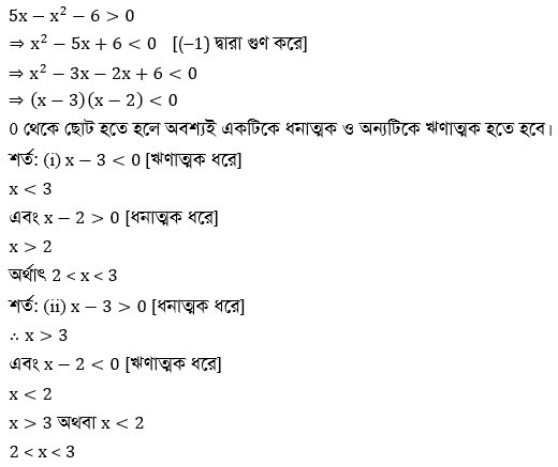 5x − x² − 6 > 0
⇒ x² − 5x + 6 < 0 [(−1) দ্বারা গুণ করে]
⇒ x² − 3x − 2x + 6 < 0
⇒ (x − 3)(x − 2) < 0
0 থেকে ছোট হতে হলে অবশ্যই একটিকে ধনাত্মক ও অন্যটিকে ঋণাত্মক হতে হবে।
শর্ত: (i) x − 3 < 0 [ঋণাত্মক ধরে]
x < 3
এবং x − 2 > 0 [ধনাত্মক ধরে]
x > 2
অর্থাৎ 2 < x < 3
শর্ত: (ii) x − 3 > 0 [ধনাত্মক ধরে]
∴ x > 3
এবং x − 2 < 0 [ঋণাত্মক ধরে]
x < 2
x > 3 অথবা x < 2
2 < x < 3